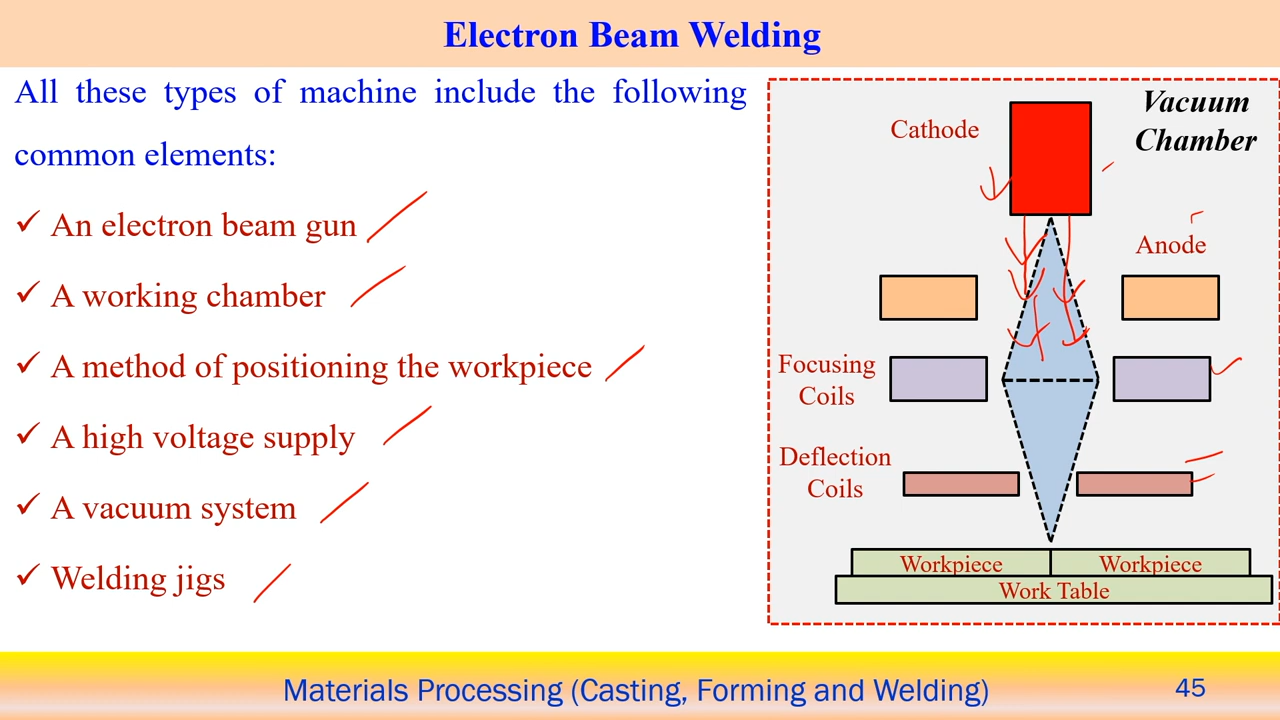 Electron Beam Welding
All these types of machine include the following
common elements:
✓ An electron beam gun
✓ A working chamber
✓ A method of positioning the workpiece
✓ A high voltage supply
✓ A vacuum system
✓ Welding jigs
Vacuum
Chamber
Cathode
Anode
Focusing
Coils
Deflection
Coils
Workpiece
Workpiece
Work Table
Materials Processing (Casting, Forming and Welding)
45